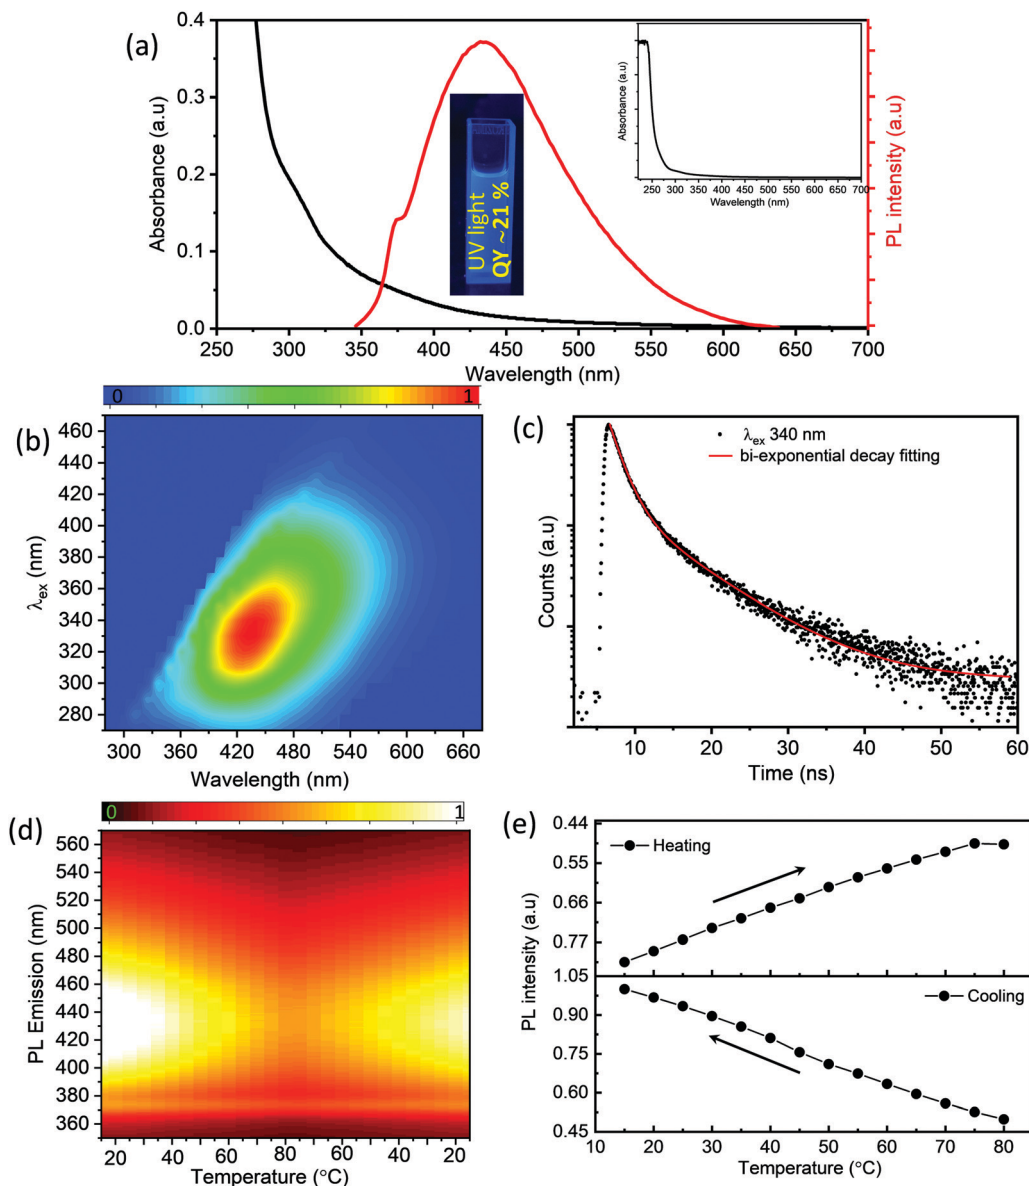 (a)
0.4
0.3
0.2
0.1
0.0
Absorbance (a.u)
250 300 350 400 450 500 550 600 650 700
Wavelength (nm)
PL intensity (a.u)
UV light
QY ~21 %
Absorbance (a.u)
250 300 350 400 450 500 550 600 650 700
Wavelength (nm)
(b)
0 1
460
440
420
400
380
360
340
320
300
280
λex (nm)
300 360 420 480 540 600 660
Wavelength (nm)
(c)
λex 340 nm
bi-exponential decay fitting
Counts (a.u)
10 20 30 40 50 60
Time (ns)
(d)
0 1
560
540
520
500
480
460
440
420
400
380
360
PL Emission (nm)
20 40 60 80 60 40 20
Temperature (°C)
(e)
0.44
0.55
0.66
0.77
1.05
0.90
0.75
0.60
0.45
Heating
Cooling
PL intensity (a.u)
10 20 30 40 50 60 70 80
Temperature (°C)